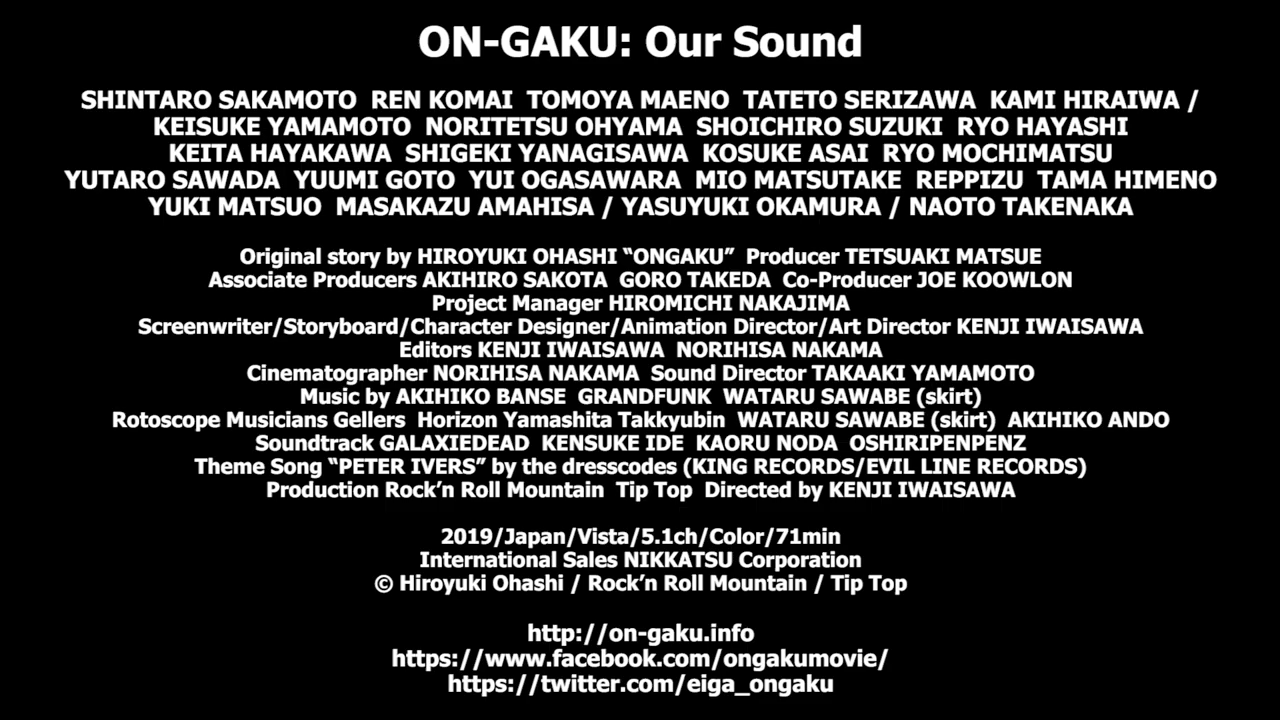 ON-GAKU: Our Sound
SHINTARO SAKAMOTO REN KOMAI TOMOYA MAENO TATETO SERIZAWA KAMI HIRAIWA /
KEISUKE YAMAMOTO NORITETSU OHYAMA SHOICHIRO SUZUKI RYO HAYASHI
KEITA HAYAKAWA SHIGEKI YANAGISAWA KOSUKE ASAI RYO MOCHIMATSU
YUTARO SAWADA YUUMI GOTO YUI OGASAWARA MIO MATSUTAKE REPPIZU TAMA HIMENO
YUKI MATSUO MASAKAZU AMAHISA / YASUYUKI OKAMURA / NAOTO TAKENAKA
Original story by HIROYUKI OHASHI “ONGAKU” Producer TETSUAKI MATSUE
Associate Producers AKIHIRO SAKOTA GORO TAKEDA Co-Producer JOE KOOWLON
Project Manager HIROMICHI NAKAJIMA
Screenwriter/Storyboard/Character Designer/Animation Director/Art Director KENJI IWAISAWA
Editors KENJI IWAISAWA NORIHISA NAKAMA
Cinematographer NORIHISA NAKAMA Sound Director TAKAAKI YAMAMOTO
Music by AKIHIKO BANSE GRANDFUNK WATARU SAWABE (skirt)
Rotoscope Musicians Gellers Horizon Yamashita Takkyubin WATARU SAWABE (skirt) AKIHIKO ANDO
Soundtrack GALAXIEDEAD KENSUKE IDE KAORU NODA OSHIRIPENPENZ
Theme Song “PETER IVERS” by the dresscodes (KING RECORDS/EVIL LINE RECORDS)
Production Rock’n Roll Mountain Tip Top Directed by KENJI IWAISAWA
2019/Japan/Vista/5.1ch/Color/71min
International Sales NIKKATSU Corporation
© Hiroyuki Ohashi / Rock’n Roll Mountain / Tip Top
http://on-gaku.info
https://www.facebook.com/ongakumovie/
https://twitter.com/eiga_ongaku